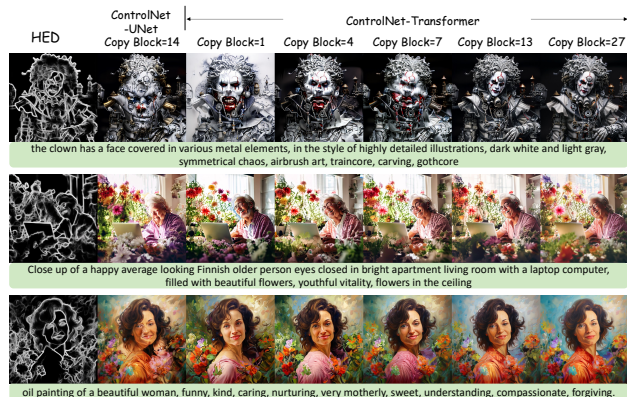 HED
ControlNet
-UNet
Copy Block=14
ControlNet-Transformer
Copy Block=1
Copy Block=4
Copy Block=7
Copy Block=13
Copy Block=27
the clown has a face covered in various metal elements, in the style of highly detailed illustrations, dark white and light gray,
symmetrical chaos, airbrush art, traincore, carving, gothcore
Close up of a happy average looking Finnish older person eyes closed in bright apartment living room with a laptop computer,
filled with beautiful flowers, youthful vitality, flowers in the ceiling
oil painting of a beautiful woman, funny, kind, caring, nurturing, very motherly, sweet, understanding, compassionate, forgiving.